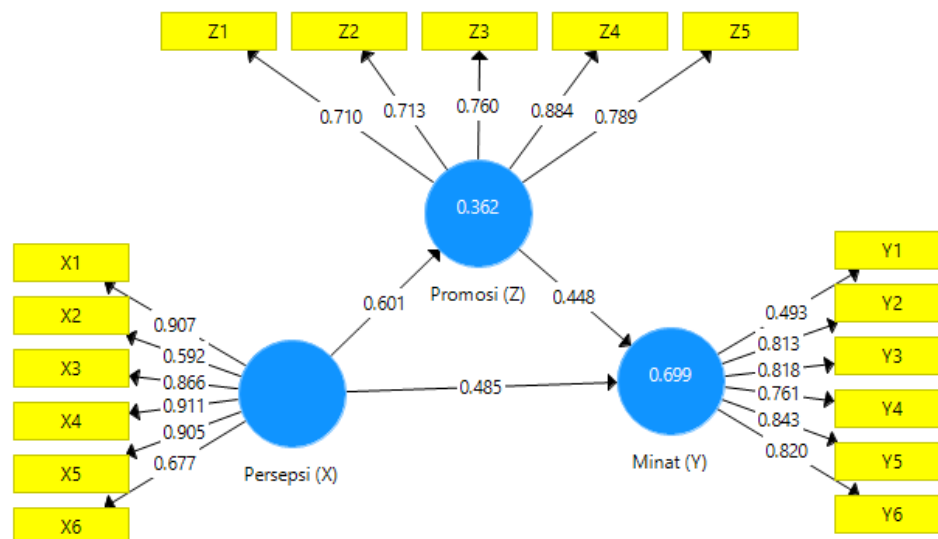 Z1 Z2 Z3 Z4 Z5
0.710 0.713 0.760 0.884 0.789
0.362
Promosi (Z)
0.601
0.448
X1
X2
X3
X4
X5
X6
0.907
0.592
0.866
0.911
0.905
0.677
Persepsi (X)
0.485
0.699
Minat (Y)
0.493
0.813
0.818
0.761
0.843
0.820
Y1
Y2
Y3
Y4
Y5
Y6